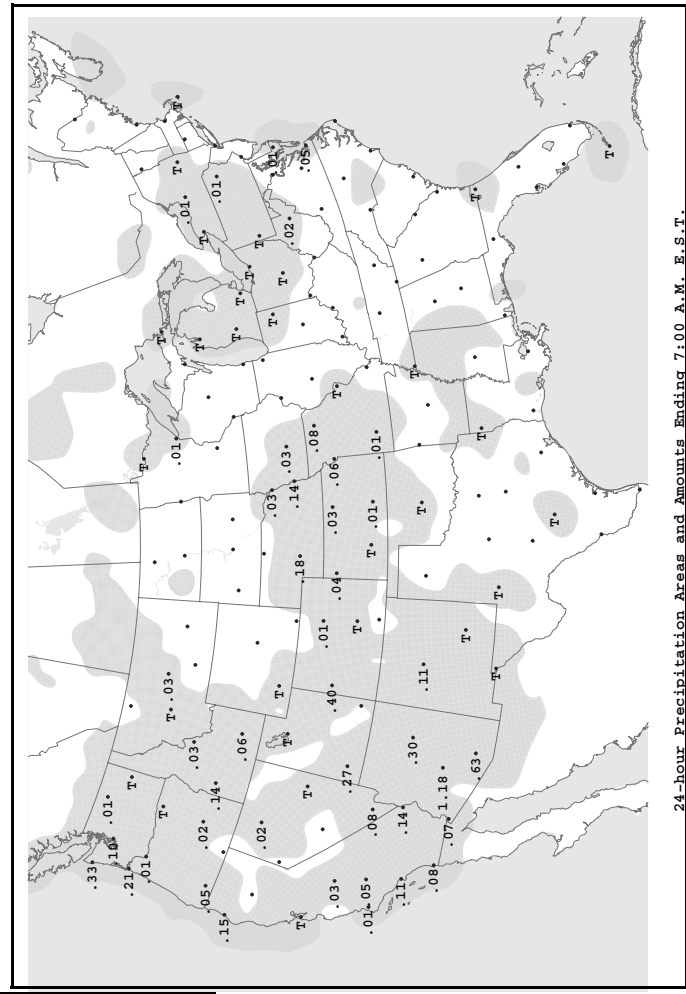 .33
.01
.10
.21
T
T
.01
T
T
.03
T
.01
T
T
.01
.03
T
.02
T
.05
.14
.01
.15
T
T
.06
T
T
.02
.03
.01
T
T
T
.03
T
.02
.14
.18
T
.05
T
.08
.01
.40
.03
.03
.06
.04
T
.27
T
.05
.01
T
.08
.01
.01
.11
.14
.30
T
T
.11
.08
1.18
.07
T
.63
T
T
T
T
T
T
24-hour Precipitation Areas and Amounts Ending 7:00 A.M. E.S.T.